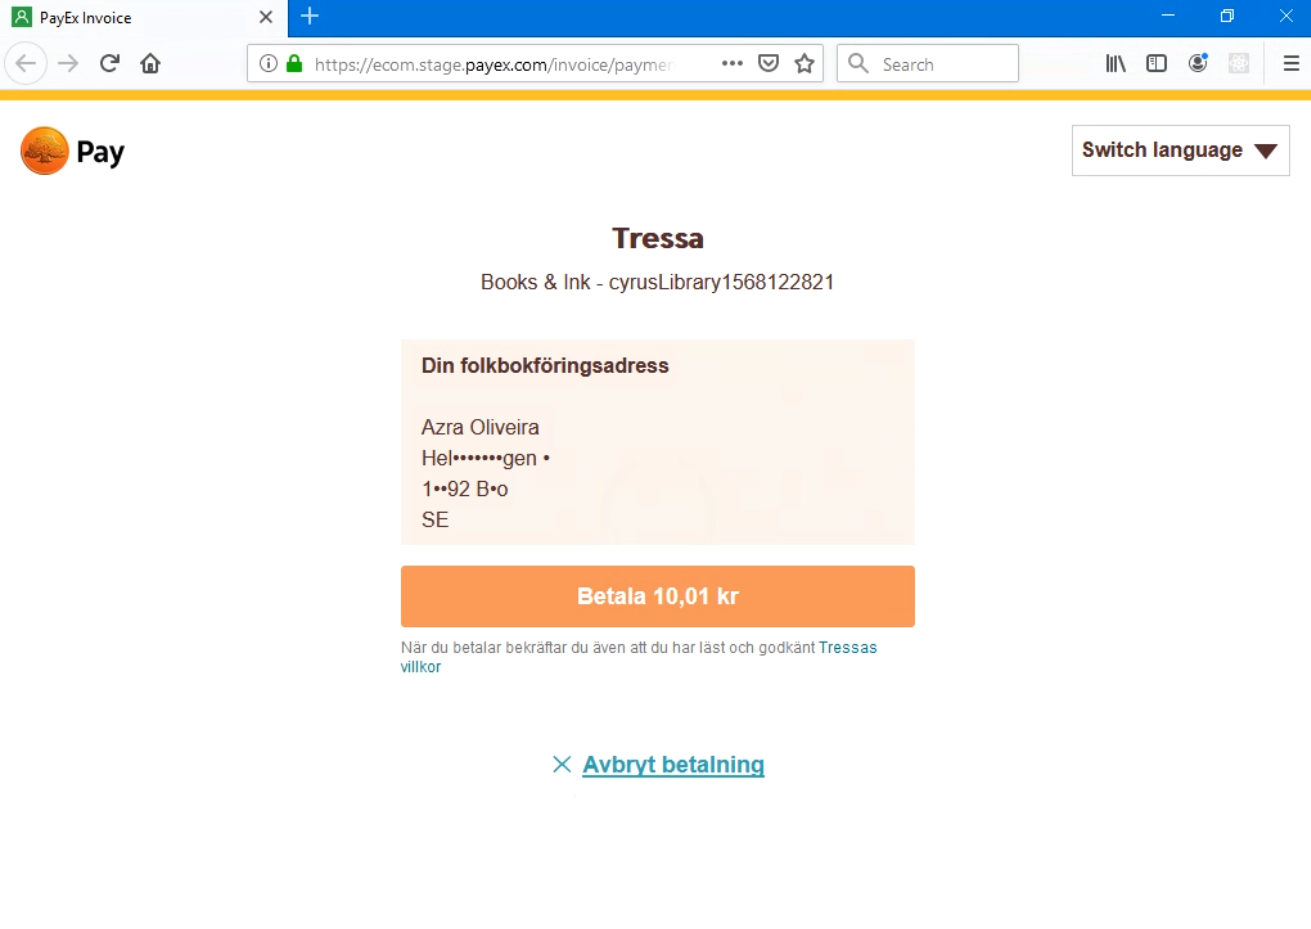 PayEx Invoice
https://ecom.stage.payex.com/invoice/paymen
Search
Pay
Switch language
Tressa
Books & Ink - cyrusLibrary1568122821
Din folkbokföringsadress
Azra Oliveira
Hel•••••••gen •
1••92 B•o
SE
Betala 10,01 kr
När du betalar bekräftar du även att du har läst och godkänt Tressas
villkor
Avbryt betalning